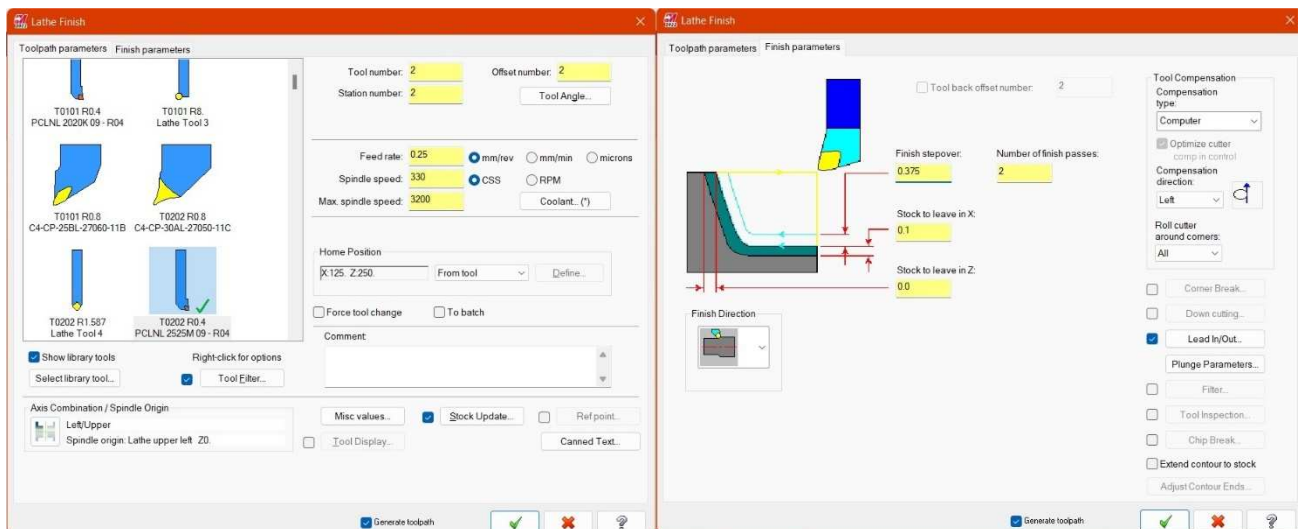 Lathe Finish
Toolpath parameters Finish parameters
T0101 R0.4
PCLNL 2020K 09 - R04
T0101 R8.
Lathe Tool 3
T0101 R0.8
C4-CP-25BL-27060-11B
T0202 R0.8
C4-CP-30AL-27050-11C
T0202 R1.587
Lathe Tool 4
T0202 R0.4
PCLNL 2525M 09 - R04
Show library tools
Right-click for options
Select library tool...
Tool Filter...
Axis Combination / Spindle Origin
Left/Upper
Spindle origin: Lathe upper left Z0.
Tool number: 2
Offset number: 2
Station number: 2
Tool Angle...
Feed rate: 0.25 mm/rev mm/min microns
Spindle speed: 330 CSS RPM
Max. spindle speed: 3200
Coolant.. (*)
Home Position
X:125. Z:250. From tool Define...
Force tool change To batch
Comment:
Misc values... Stock Update... Ref point...
Tool Display... Canned Text...
Generate toolpath
Lathe Finish
Toolpath parameters Finish parameters
Tool back offset number: 2
Finish stepover:
0.375
Number of finish passes:
2
Stock to leave in X:
0.1
Stock to leave in Z:
0.0
Finish Direction
Tool Compensation
Compensation
type:
Computer
Optimize cutter
comp in control
Compensation
direction:
Left
Roll cutter
around corners:
All
Corner Break...
Down cutting...
Lead In/Out...
Plunge Parameters...
Filter...
Tool Inspection...
Chip Break...
Extend contour to stock
Adjust Contour Ends...
Generate toolpath